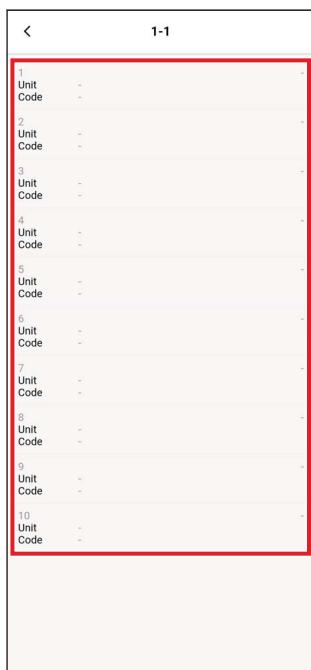 1-1
1 -
Unit -
Code -
2 -
Unit -
Code -
3 -
Unit -
Code -
4 -
Unit -
Code -
5 -
Unit -
Code -
6 -
Unit -
Code -
7 -
Unit -
Code -
8 -
Unit -
Code -
9 -
Unit -
Code -
10 -
Unit -
Code -